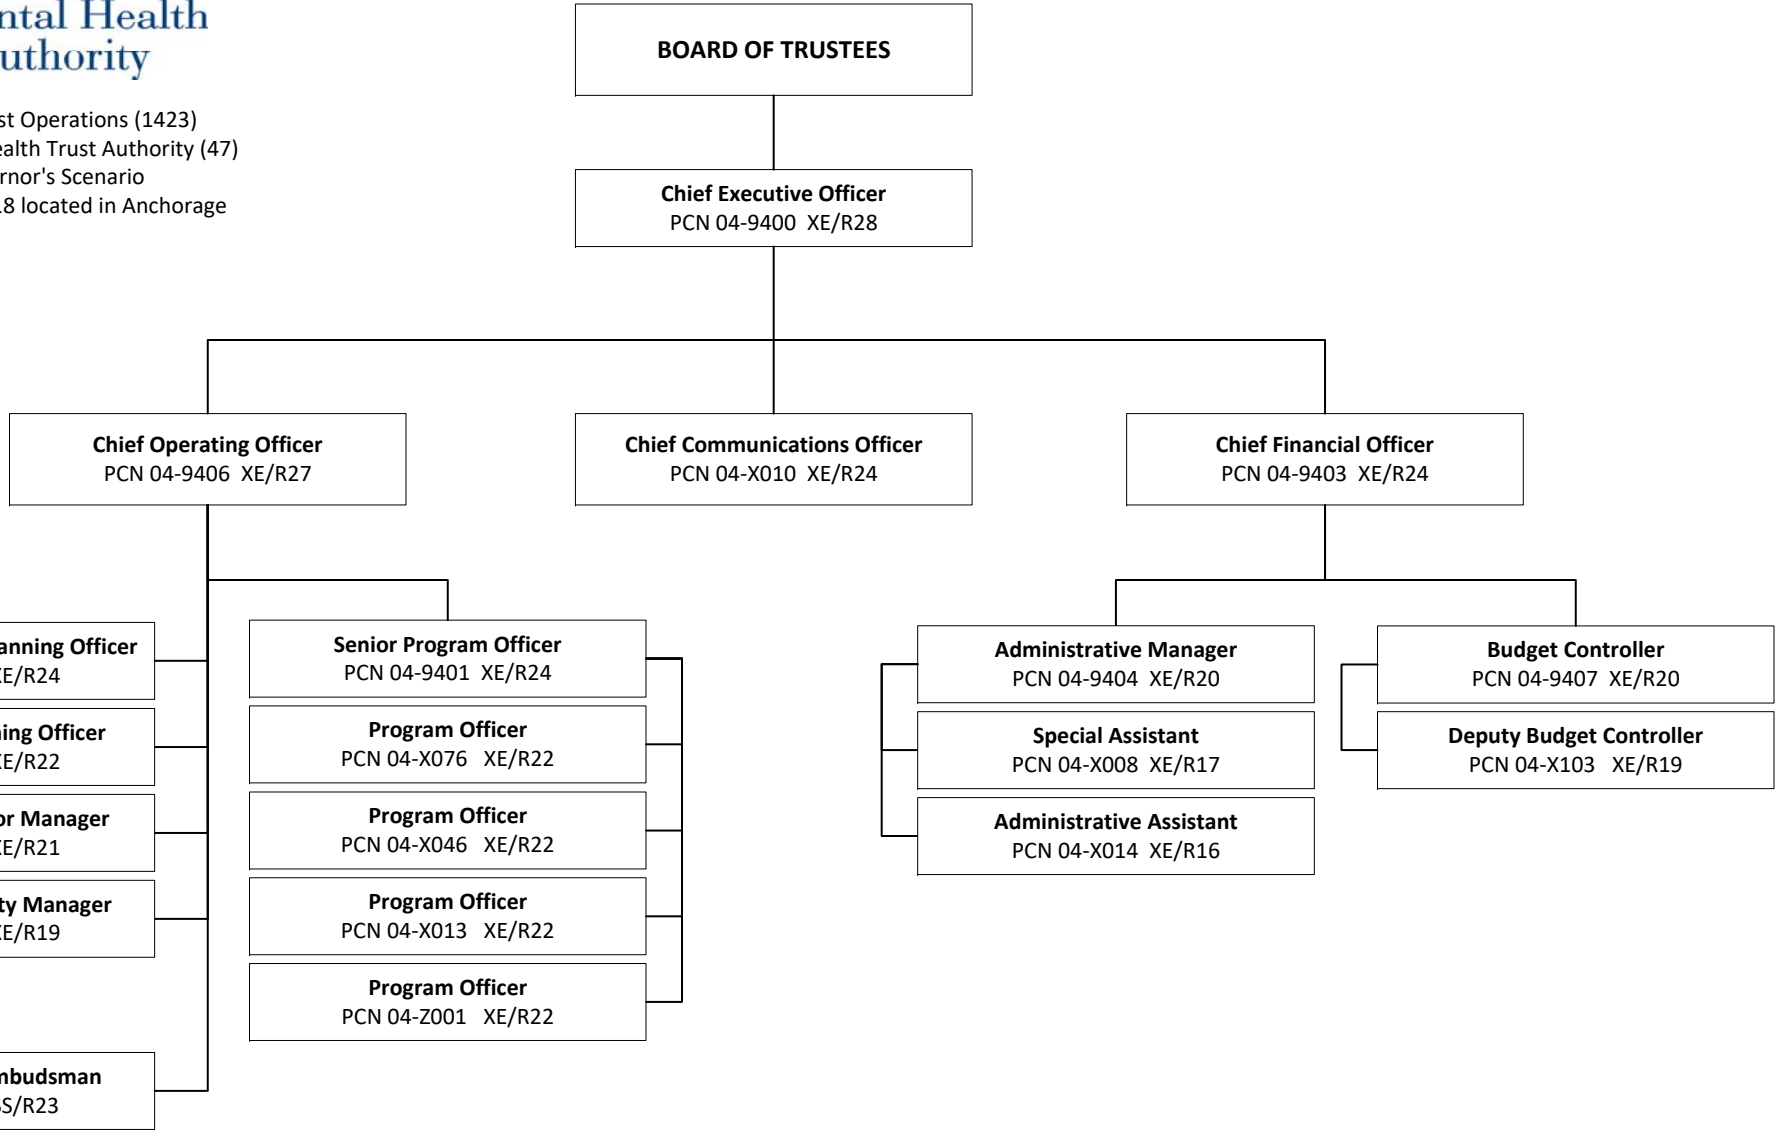 ntal Health
uthority
st Operations (1423)
ealth Trust Authority (47)
rnor's Scenario
18 located in Anchorage
BOARD OF TRUSTEES
Chief Executive Officer
PCN 04-9400 XE/R28
Chief Operating Officer
PCN 04-9406 XE/R27
Chief Communications Officer
PCN 04-X010 XE/R24
Chief Financial Officer
PCN 04-9403 XE/R24
anning Officer
XE/R24
ning Officer
XE/R22
or Manager
XE/R21
ty Manager
XE/R19
mbudsman
SS/R23
Senior Program Officer
PCN 04-9401 XE/R24
Program Officer
PCN 04-X076 XE/R22
Program Officer
PCN 04-X046 XE/R22
Program Officer
PCN 04-X013 XE/R22
Program Officer
PCN 04-Z001 XE/R22
Administrative Manager
PCN 04-9404 XE/R20
Special Assistant
PCN 04-X008 XE/R17
Administrative Assistant
PCN 04-X014 XE/R16
Budget Controller
PCN 04-9407 XE/R20
Deputy Budget Controller
PCN 04-X103 XE/R19